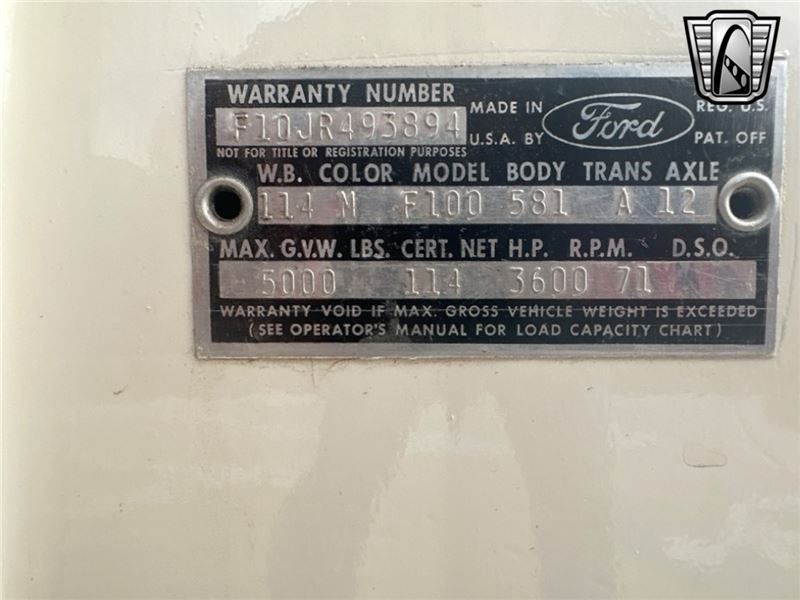 WARRANTY NUMBER
F10JR493894
NOT FOR TITLE OR REGISTRATION PURPOSES
MADE IN
U.S.A. BY
Ford
REG. U.S.
PAT. OFF
W.B. COLOR MODEL BODY TRANS AXLE
114 M F100 581 A 12
MAX. G.V.W. LBS. CERT. NET H.P. R.P.M. D.S.O.
5000 114 3600 71
WARRANTY VOID IF MAX. GROSS VEHICLE WEIGHT IS EXCEEDED
(SEE OPERATOR'S MANUAL FOR LOAD CAPACITY CHART)